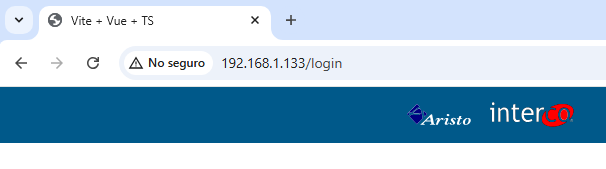 Vite + Vue + TS
No seguro
192.168.1.133/login
Aristo
interco